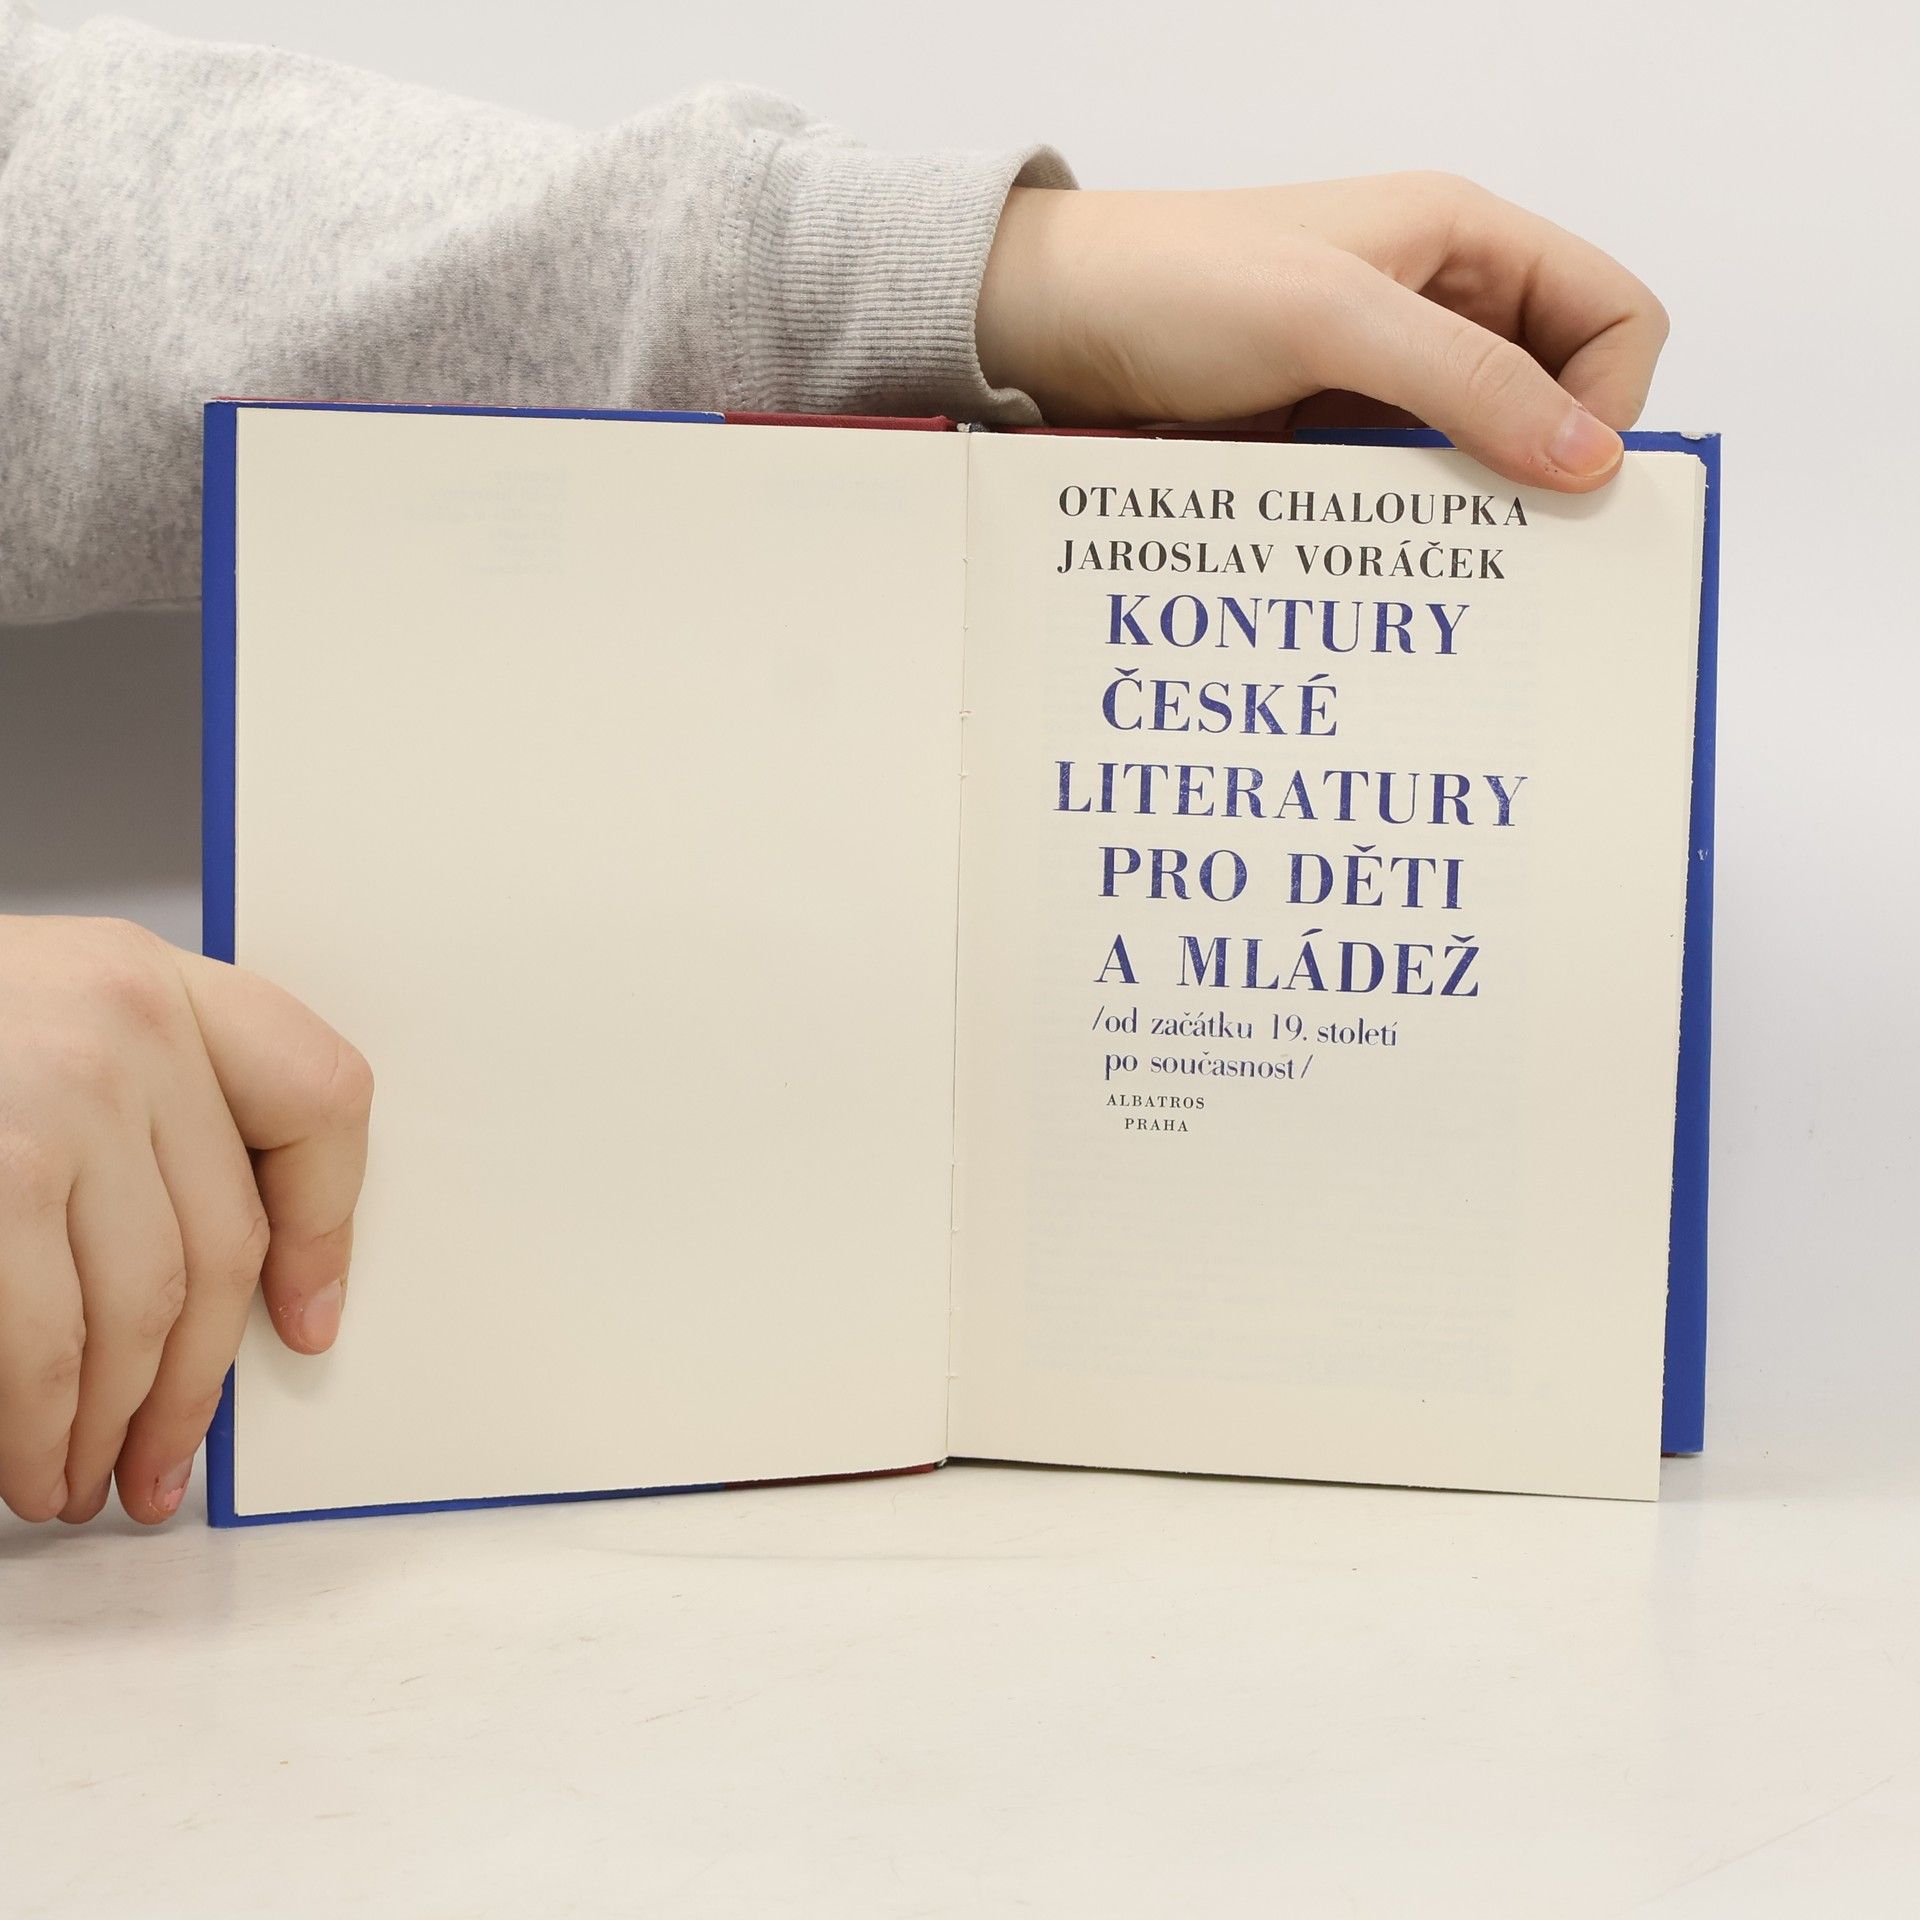 OTAKAR CHALOUPKA
JAROSLAV VORÁČEK
KONTURY
ČESKÉ
LITERATURY
PRO DĚTI
A MLÁDEŽ
/od začátku 19. století
po současnost/
ALBATROS
PRAHA